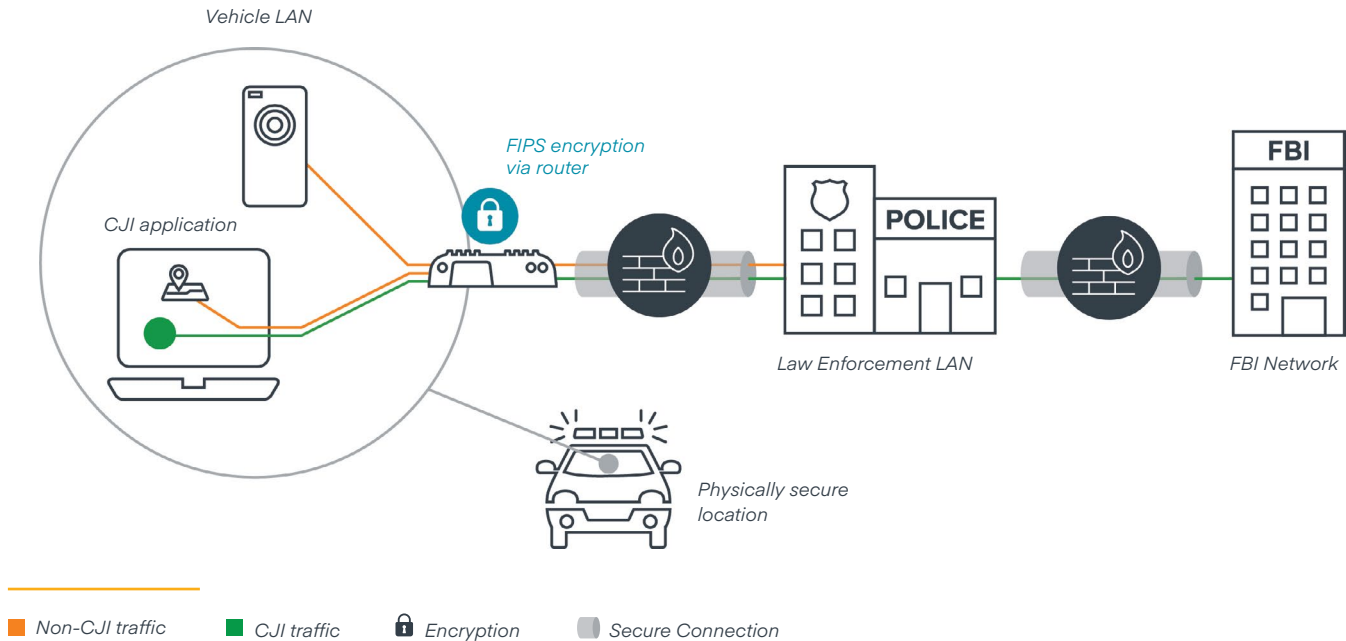 Vehicle LAN
FIPS encryption
via router
CJI application
POLICE
FBI
Law Enforcement LAN
FBI Network
Physically secure
location
Non-CJI traffic
CJI traffic
Encryption
Secure Connection